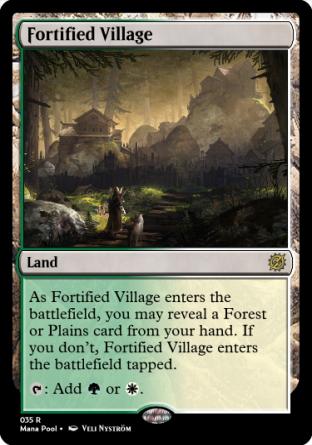 Fortified Village
Land
As Fortified Village enters the
battlefield, you may reveal a Forest
or Plains card from your hand. If
you don't, Fortified Village enters
the battlefield tapped.
: Add or .
035 R
Mana Pool • Veli Nyström